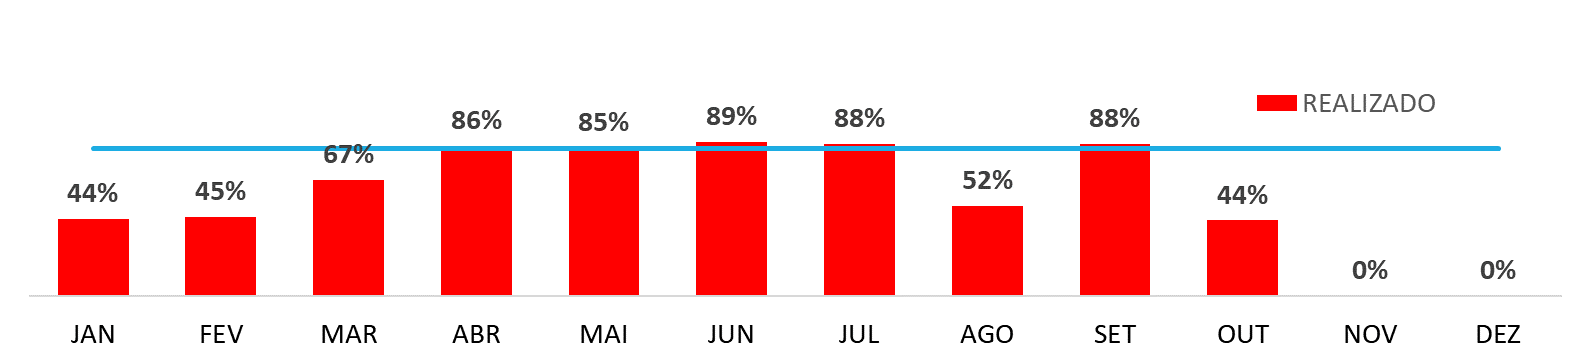 REALIZADO
44% 45% 67% 86% 85% 89% 88% 52% 88% 44% 0% 0%
JAN FEV MAR ABR MAI JUN JUL AGO SET OUT NOV DEZ